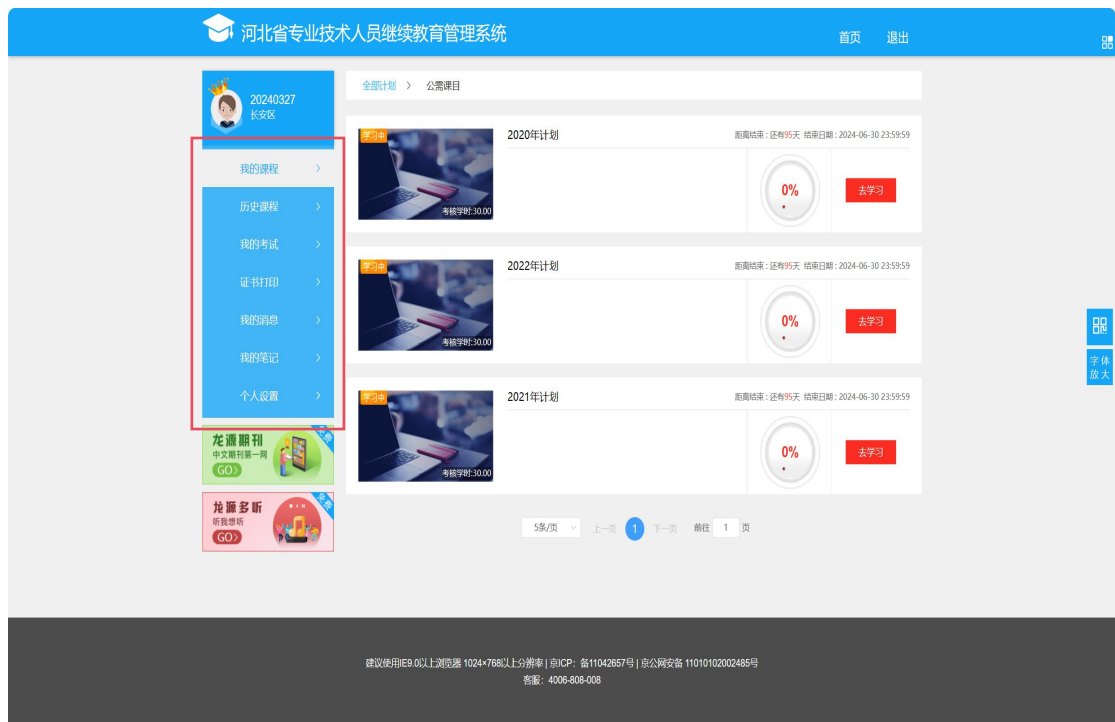 河北省专业技术人员继续教育管理系统
首页 退出
20240327
长安区
全部计划 > 公需课目
我的课程 >
历史课程 >
我的考试 >
证书打印 >
我的消息 >
我的笔记 >
个人设置 >
学习中
考核学时:30.00
2020年计划
距离结束 : 还有95天 结束日期 : 2024-06-30 23:59:59
0%
去学习
学习中
考核学时:30.00
2022年计划
距离结束 : 还有95天 结束日期 : 2024-06-30 23:59:59
0%
去学习
学习中
考核学时:30.00
2021年计划
距离结束 : 还有95天 结束日期 : 2024-06-30 23:59:59
0%
去学习
龙源期刊
中文期刊第一网
GO>
免费
龙源多听
听我想听
GO>
免费
5条/页 上一页 1 下一页 前往 1 页
字体
放大
建议使用IE9.0以上浏览器 1024×768以上分辨率 | 京ICP：备11042657号 | 京公网安备 11010102002485号
客服：4006-808-008